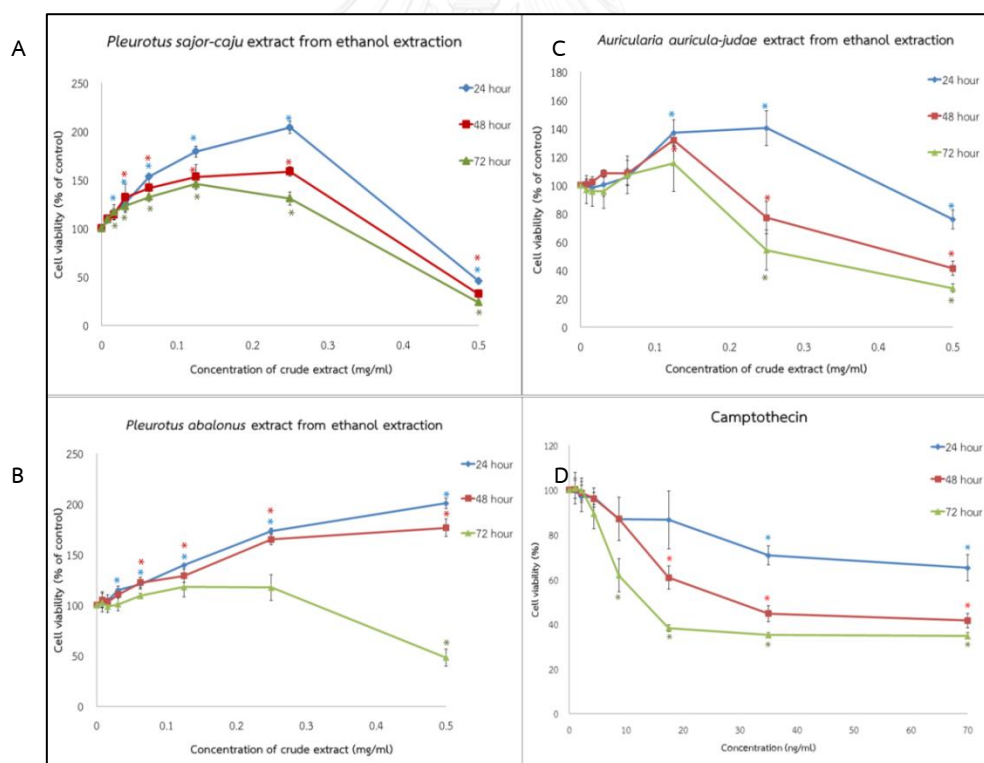 A
Pleurotus sajor-caju extract from ethanol extraction
Cell viability (% of control)
250
200
150
100
50
0
0
0.1
0.2
0.3
0.4
0.5
Concentration of crude extract (mg/ml)
24 hour
48 hour
72 hour
C
Auricularia auricula-judae extract from ethanol extraction
Cell viability (% of control)
180
160
140
120
100
80
60
40
20
0
0
0.1
0.2
0.3
0.4
0.5
Concentration of crude extract (mg/ml)
24 hour
48 hour
72 hour
B
Pleurotus abalonus extract from ethanol extraction
Cell viability (% of control)
250
200
150
100
50
0
0
0.1
0.2
0.3
0.4
0.5
Concentration of crude extract (mg/ml)
24 hour
48 hour
72 hour
D
Camptothecin
Cell viability (%)
120
100
80
60
40
20
0
0
10
20
30
40
50
60
70
Concentration (ng/ml)
24 hour
48 hour
72 hour